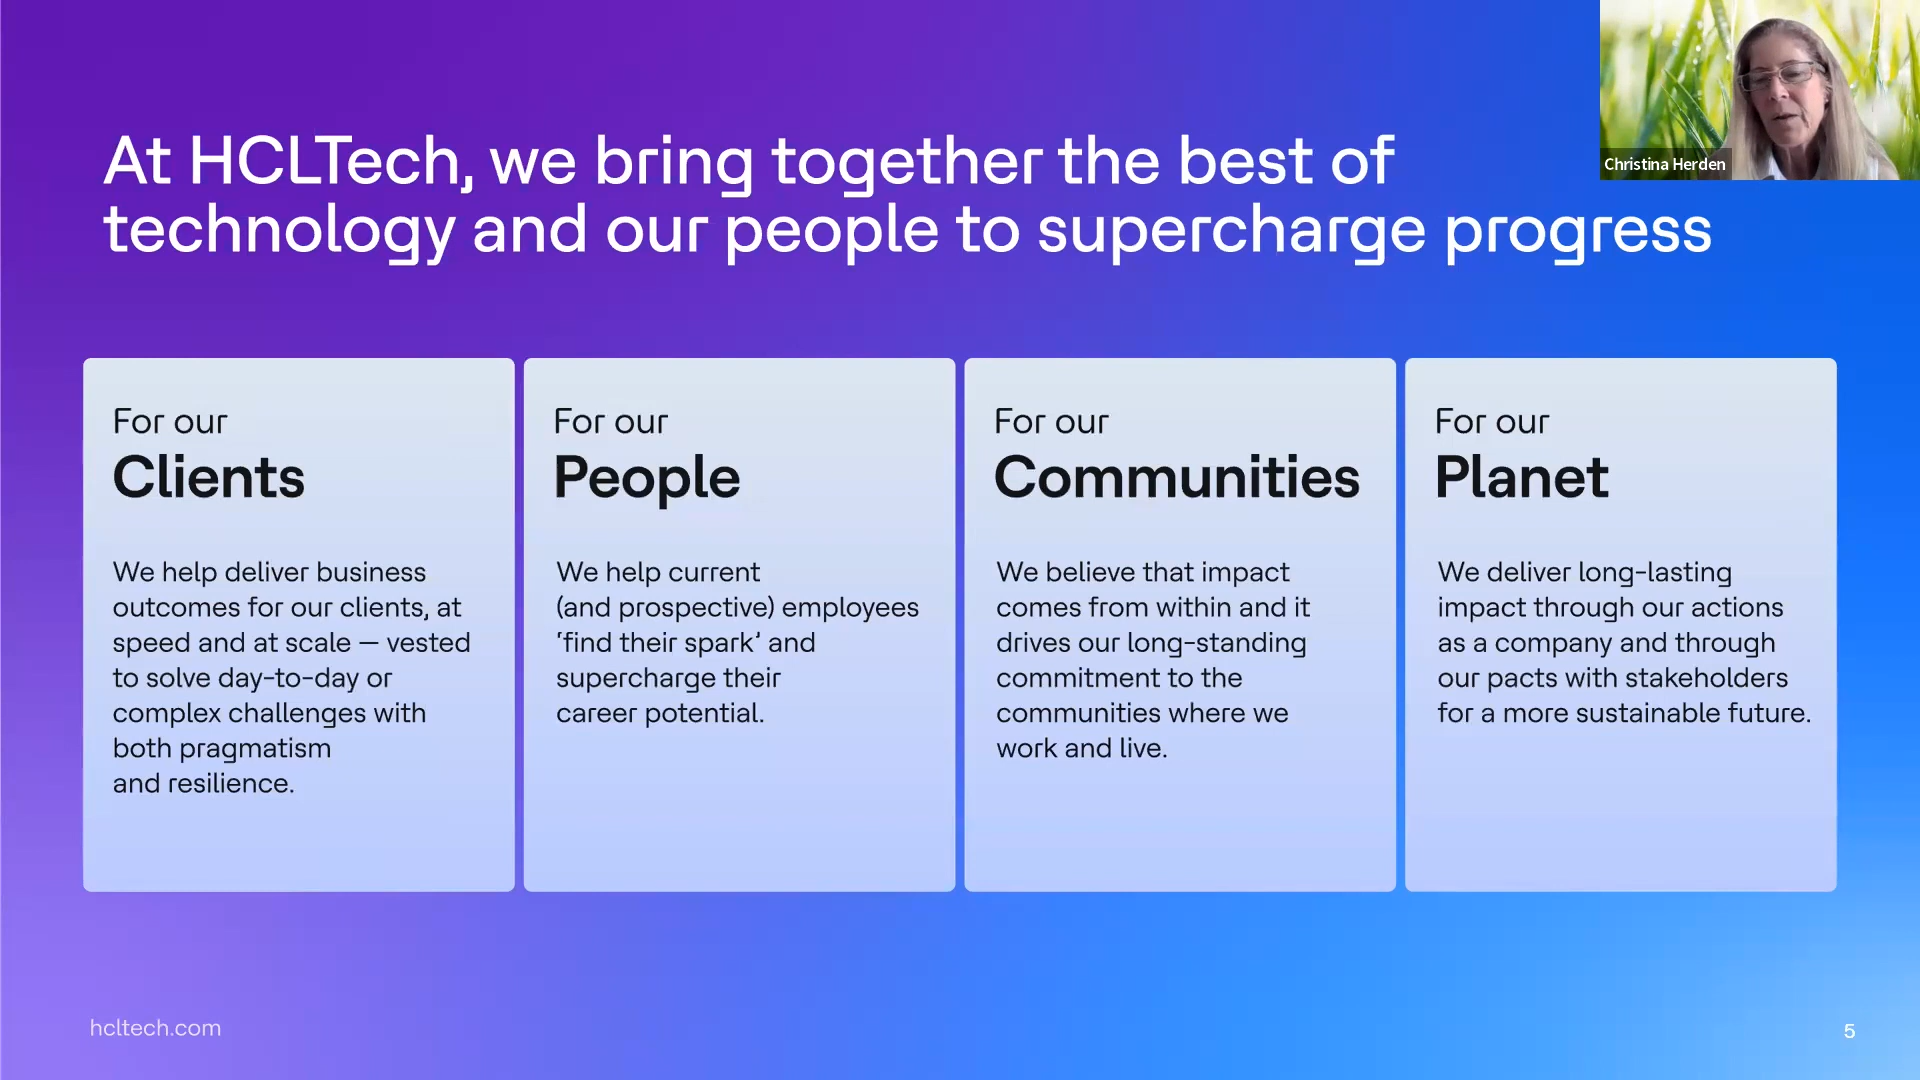 At HCLTech, we bring together the best of
technology and our people to supercharge progress
Christina Herden
For our
Clients
We help deliver business
outcomes for our clients, at
speed and at scale — vested
to solve day-to-day or
complex challenges with
both pragmatism
and resilience.
For our
People
We help current
(and prospective) employees
‘find their spark’ and
supercharge their
career potential.
For our
Communities
We believe that impact
comes from within and it
drives our long-standing
commitment to the
communities where we
work and live.
For our
Planet
We deliver long-lasting
impact through our actions
as a company and through
our pacts with stakeholders
for a more sustainable future.
hcltech.com
5